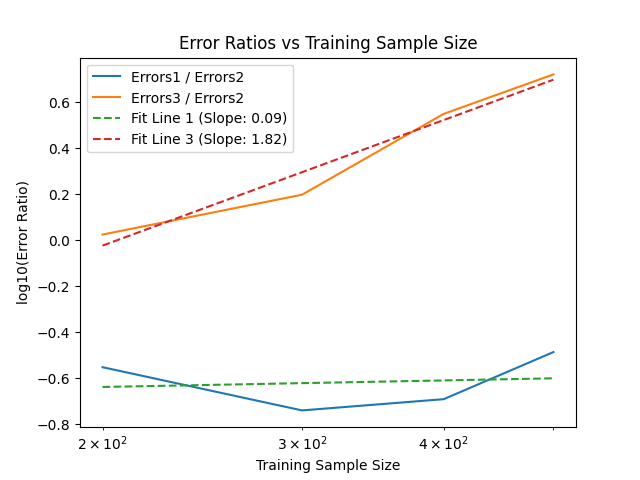 Error Ratios vs Training Sample Size
Errors1 / Errors2
Errors3 / Errors2
Fit Line 1 (Slope: 0.09)
Fit Line 3 (Slope: 1.82)
log10(Error Ratio)
0.6
0.4
0.2
0.0
−0.2
−0.4
−0.6
−0.8
2 × 10²
3 × 10²
4 × 10²
Training Sample Size